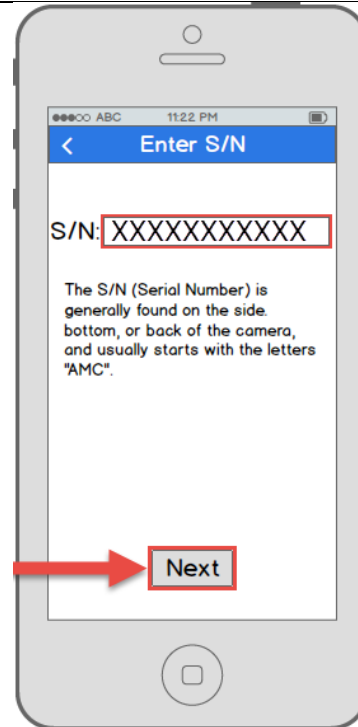 ABC 11:22 PM
< Enter S/N
S/N: XXXXXXXXXXX
The S/N (Serial Number) is
generally found on the side.
bottom, or back of the camera,
and usually starts with the letters
"AMC".
Next